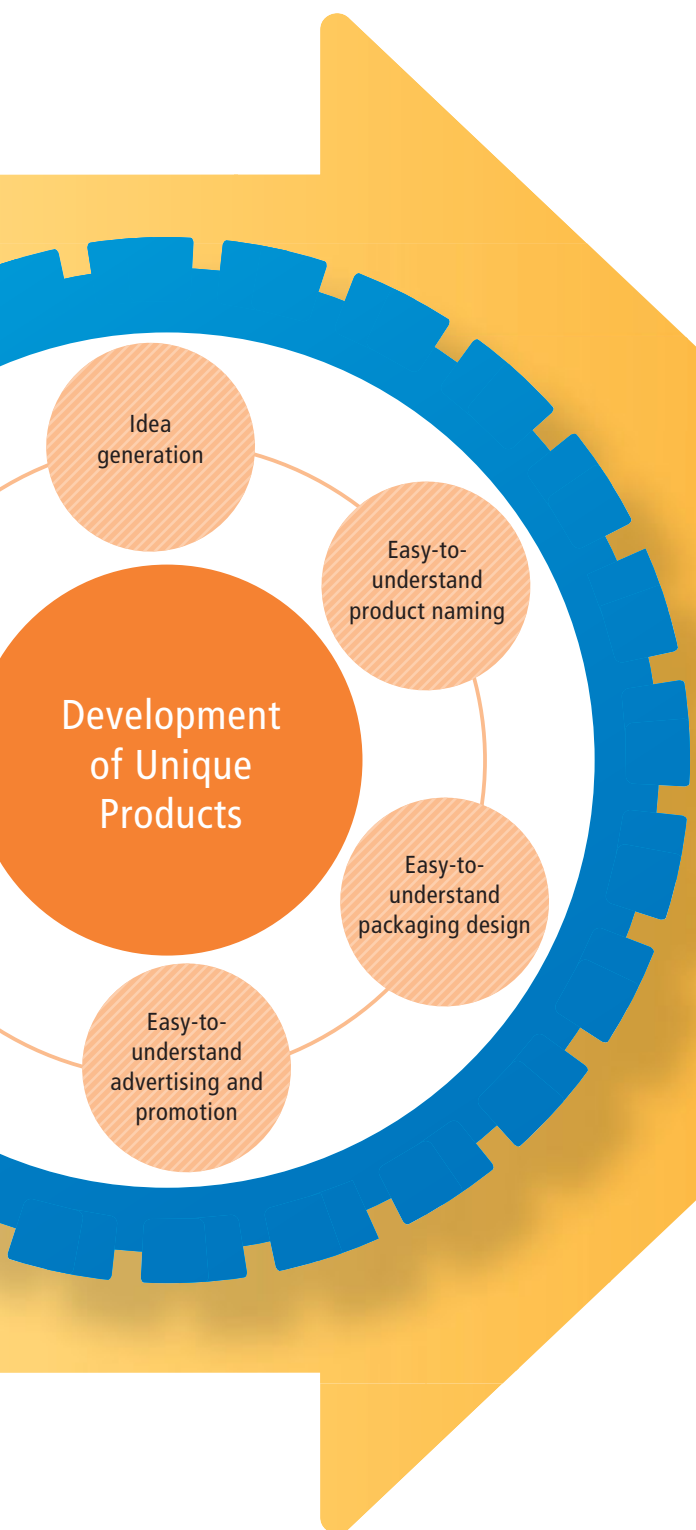 Idea
generation
Easy-to-
understand
product naming
Development
of Unique
Products
Easy-to-
understand
packaging design
Easy-to-
understand
advertising and
promotion